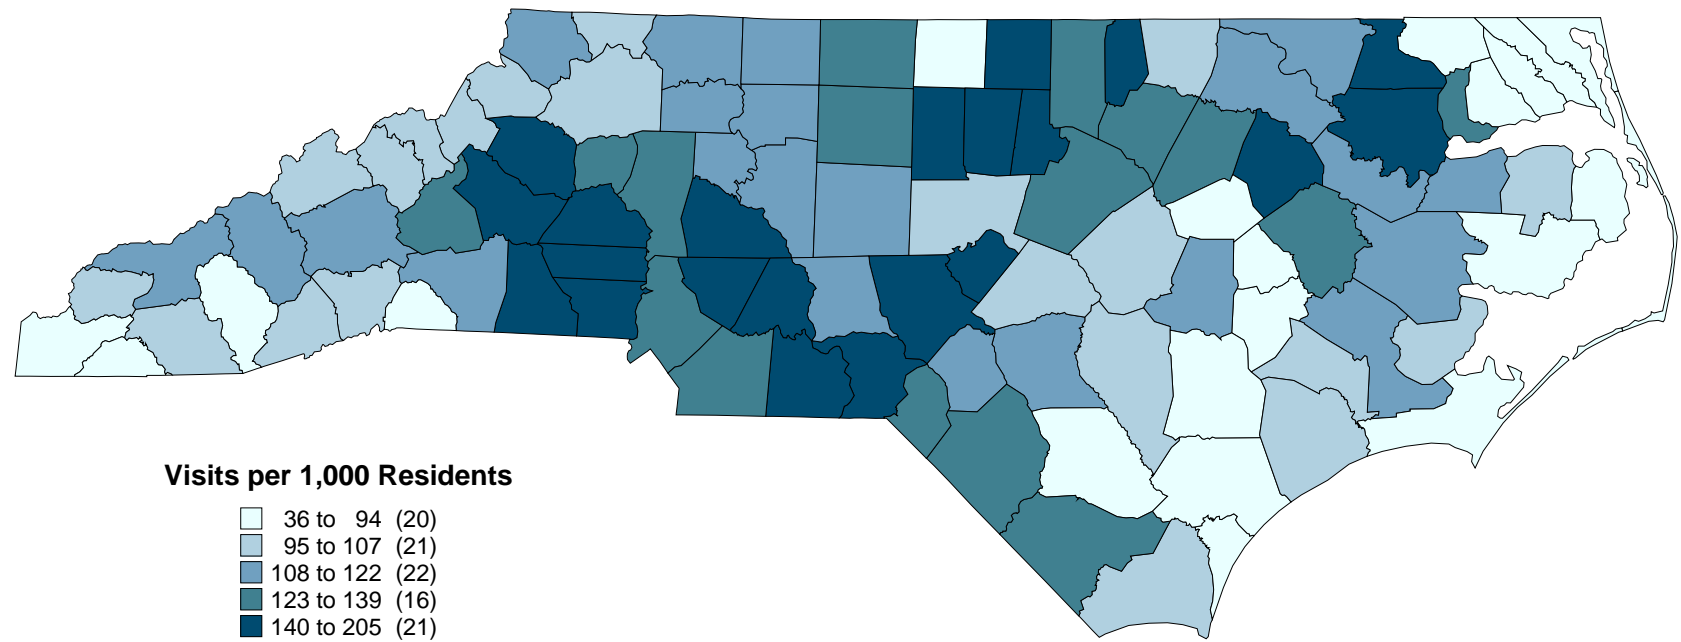 Visits per 1,000 Residents
36 to 94 (20)
95 to 107 (21)
108 to 122 (22)
123 to 139 (16)
140 to 205 (21)